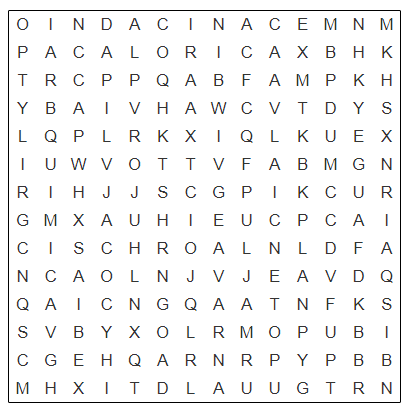 O I N D A C I N A C E M N M
P A C A L O R I C A X B H K
T R C P P Q A B F A M P K H
Y B A I V H A W C V T D Y S
L Q P L R K X I Q L K U E X
I U W V O T T V F A B M G N
R I H J J S C G P I K C U R
G M X A U H I E U C P C A I
C I S C H R O A L N L D F A
N C A O L N J V J E A V D Q
Q A I C N G Q A A T N F K S
S V B Y X O L R M O P U B I
C G E H Q A R N R P Y P B B
M H X I T D L A U U G T R N